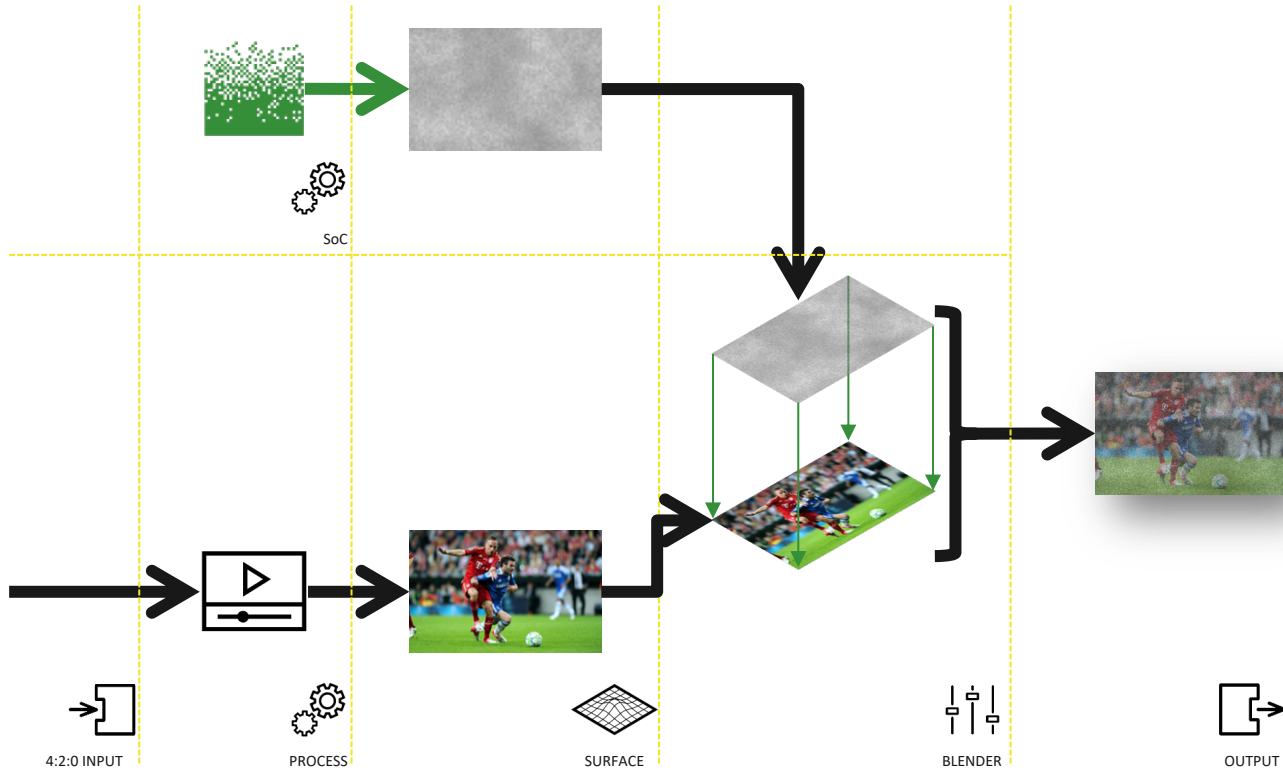 SoC
4:2:0 INPUT
PROCESS
SURFACE
BLENDER
OUTPUT